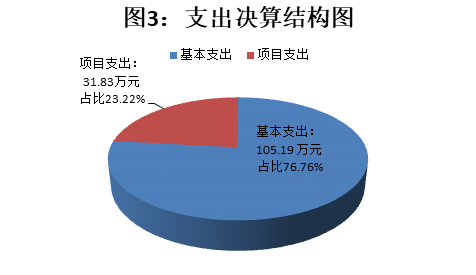 图3：支出决算结构图
基本支出 项目支出
项目支出：
31.83万元
占比23.22%
基本支出：
105.19 万元
占比76.76%